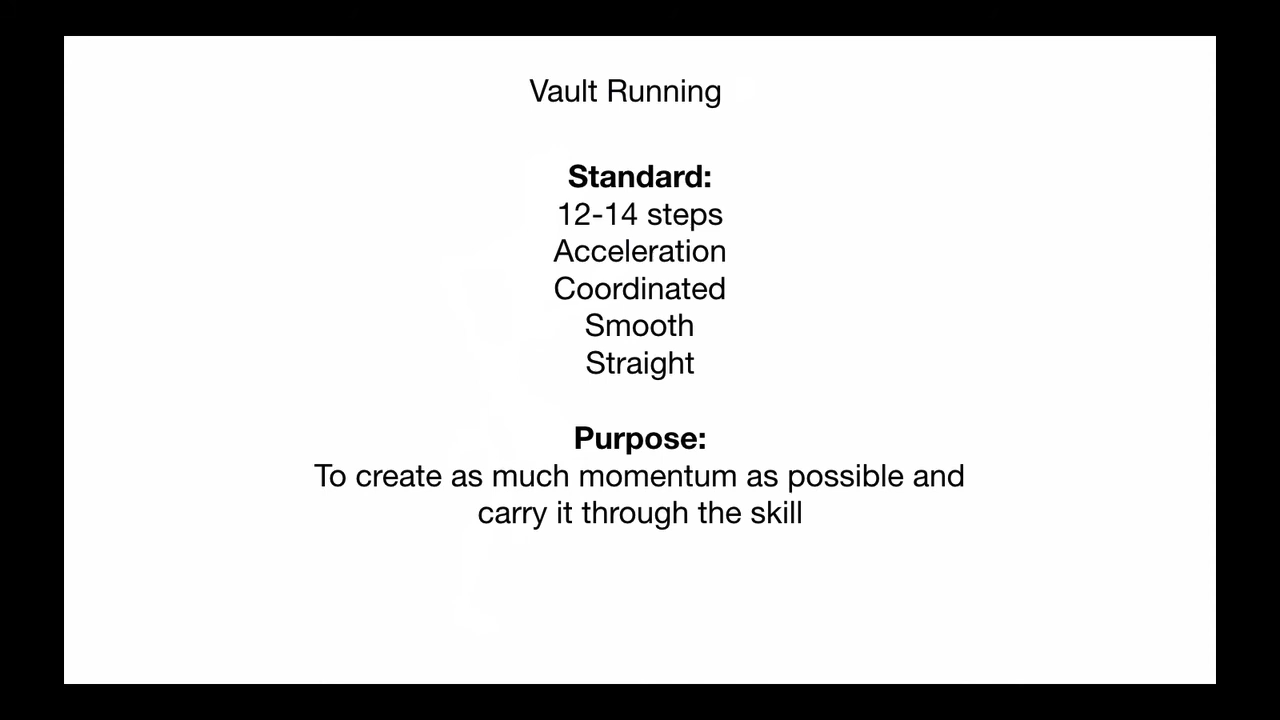 Vault Running
Standard:
12-14 steps
Acceleration
Coordinated
Smooth
Straight
Purpose:
To create as much momentum as possible and
carry it through the skill